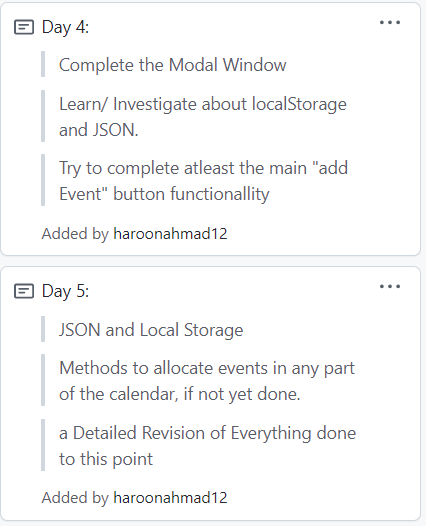 Day 4:
Complete the Modal Window
Learn/ Investigate about localStorage
and JSON.
Try to complete atleast the main "add
Event" button functionallity
Added by haroonahmad12
Day 5:
JSON and Local Storage
Methods to allocate events in any part
of the calendar, if not yet done.
a Detailed Revision of Everything done
to this point
Added by haroonahmad12